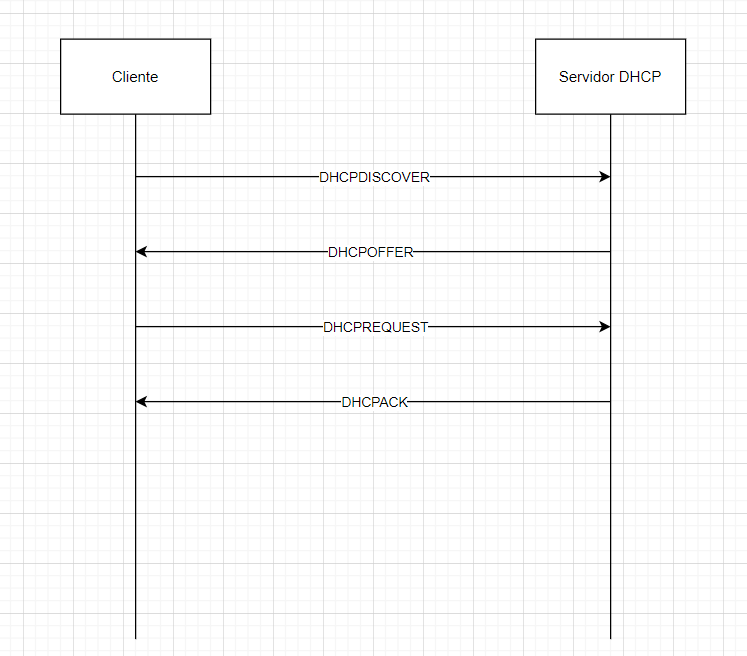 Cliente
Servidor DHCP
DHCPDISCOVER
DHCPOFFER
DHCPREQUEST
DHCPACK